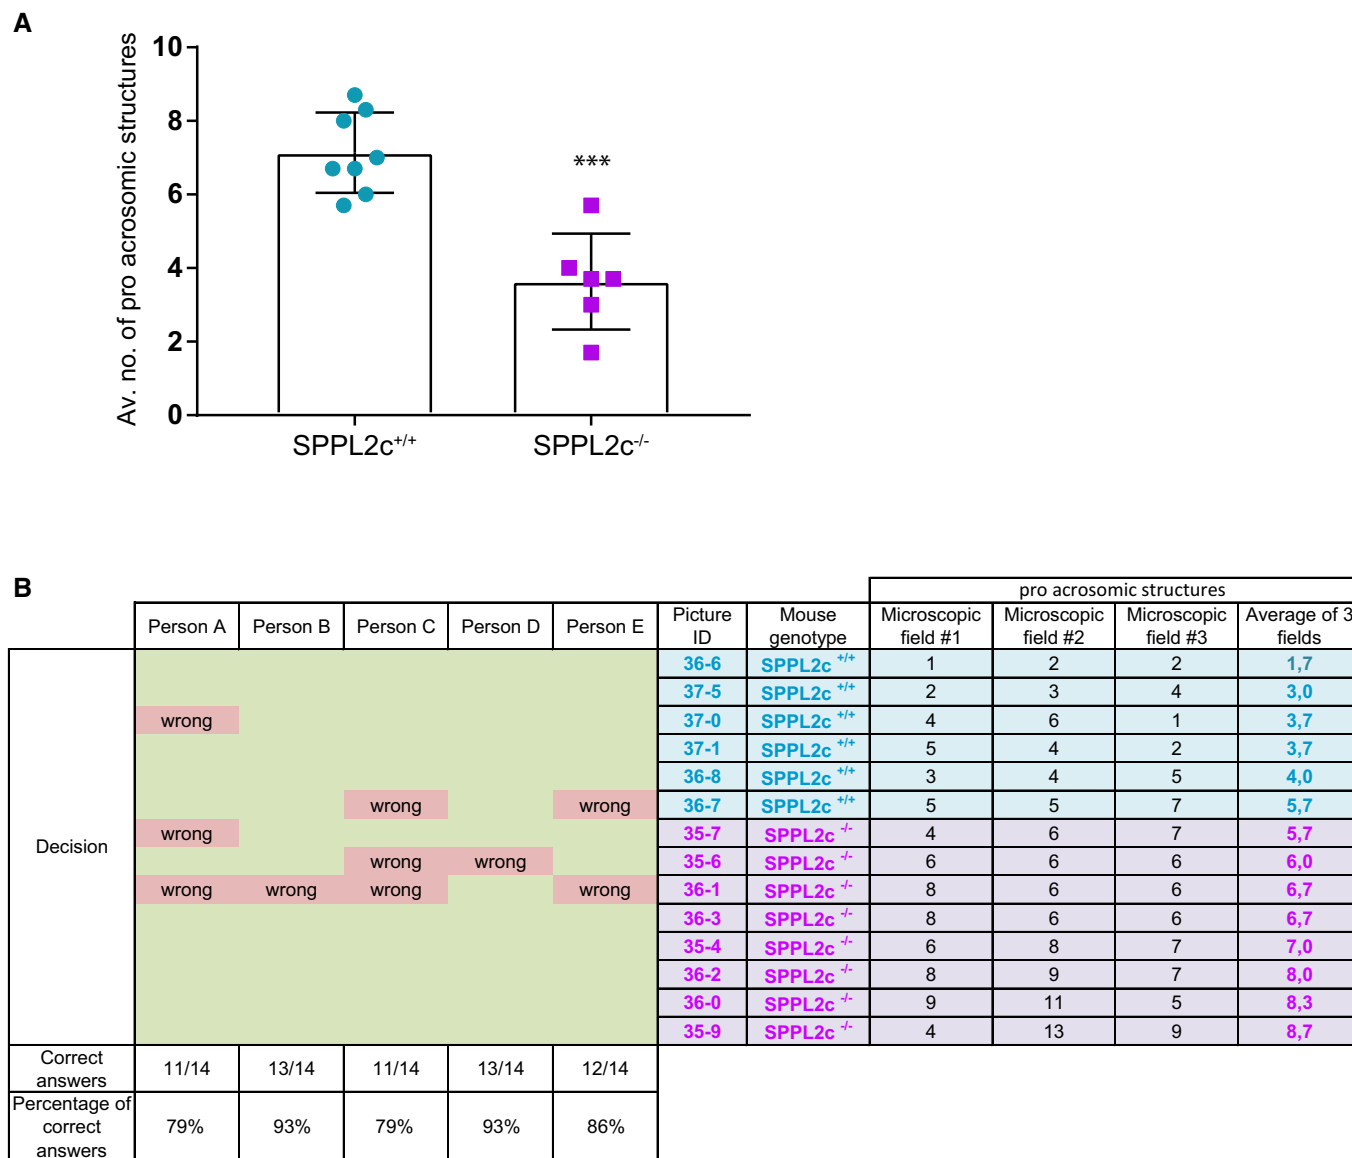 A
Av. no. of pro acrosomic structures
10
8
6
4
2
0
***
SPPL2c+/+
SPPL2c-/-
B
pro acrosomic structures
Person A Person B Person C Person D Person E Picture ID Mouse genotype Microscopic field #1 Microscopic field #2 Microscopic field #3 Average of 3 fields
Decision
36-6 SPPL2c +/+ 1 2 2 1,7
37-5 SPPL2c +/+ 2 3 4 3,0
wrong 37-0 SPPL2c +/+ 4 6 1 3,7
37-1 SPPL2c +/+ 5 4 2 3,7
36-8 SPPL2c +/+ 3 4 5 4,0
wrong wrong 36-7 SPPL2c +/+ 5 5 7 5,7
wrong 35-7 SPPL2c -/- 4 6 7 5,7
wrong wrong 35-6 SPPL2c -/- 6 6 6 6,0
wrong wrong wrong wrong 36-1 SPPL2c -/- 8 6 6 6,7
36-3 SPPL2c -/- 8 6 6 6,7
35-4 SPPL2c -/- 6 8 7 7,0
36-2 SPPL2c -/- 8 9 7 8,0
36-0 SPPL2c -/- 9 11 5 8,3
35-9 SPPL2c -/- 4 13 9 8,7
Correct answers 11/14 13/14 11/14 13/14 12/14
Percentage of correct answers 79% 93% 79% 93% 86%